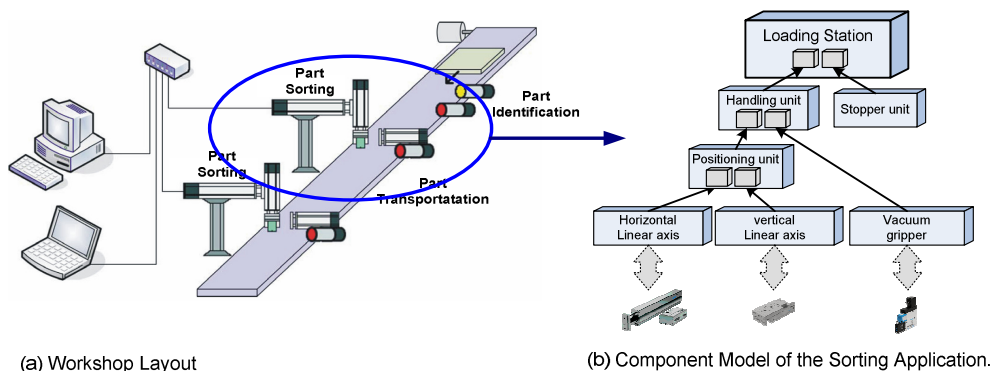 Part
Sorting
Part
Identification
Part
Sorting
Part
Transportatation
(a) Workshop Layout
Loading Station
Handling unit
Stopper unit
Positioning unit
Horizontal
Linear axis
vertical
Linear axis
Vacuum
gripper
(b) Component Model of the Sorting Application.